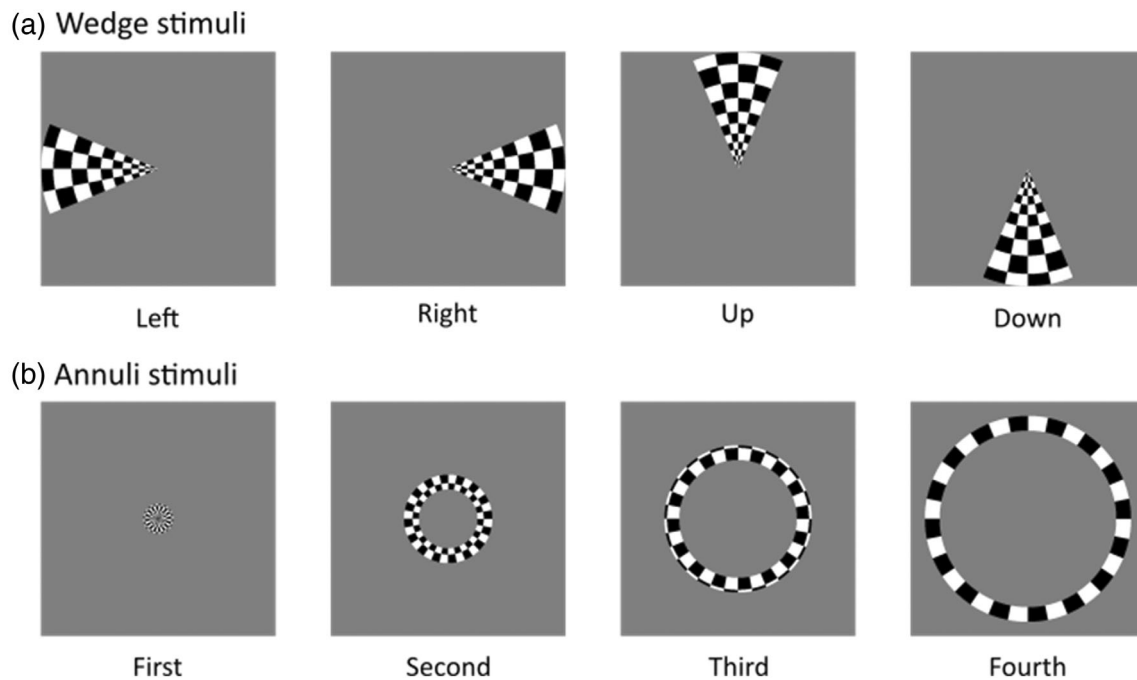 (a) Wedge stimuli
Left Right Up Down
(b) Annuli stimuli
First Second Third Fourth